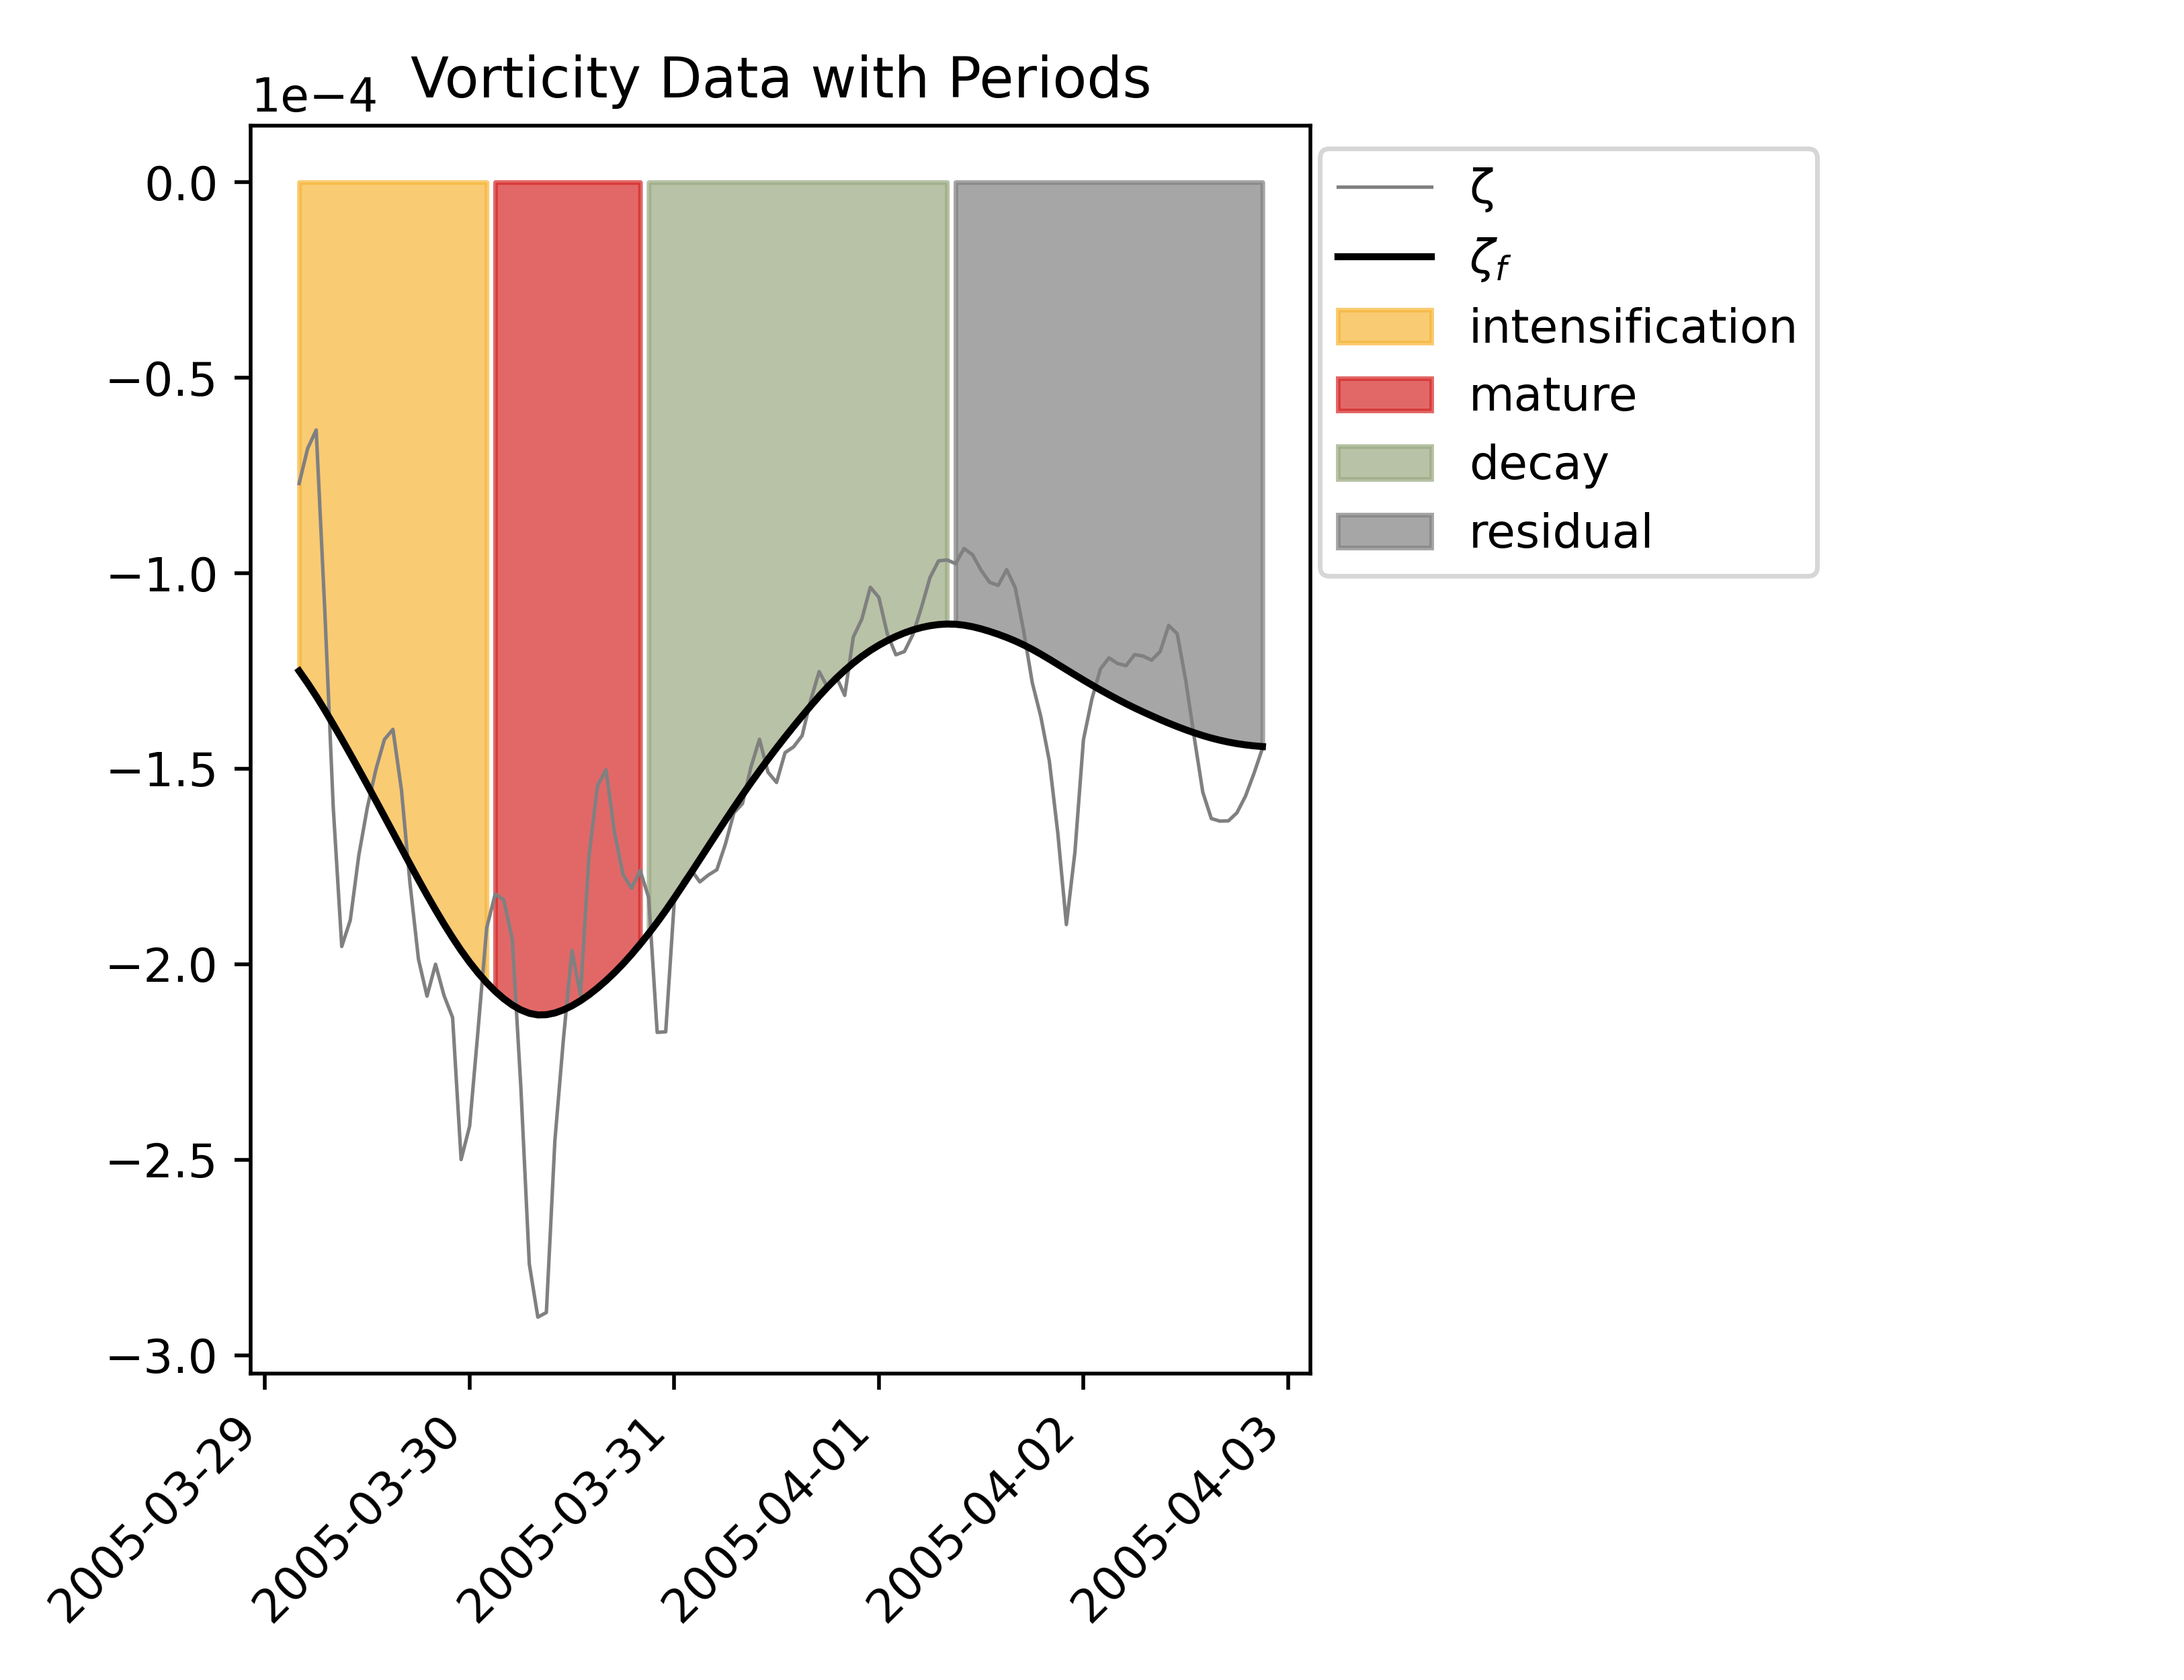 Vorticity Data with Periods
1e−4
0.0
−0.5
−1.0
−1.5
−2.0
−2.5
−3.0
2005-03-29
2005-03-30
2005-03-31
2005-04-01
2005-04-02
2005-04-03
ζ
ζf
intensification
mature
decay
residual